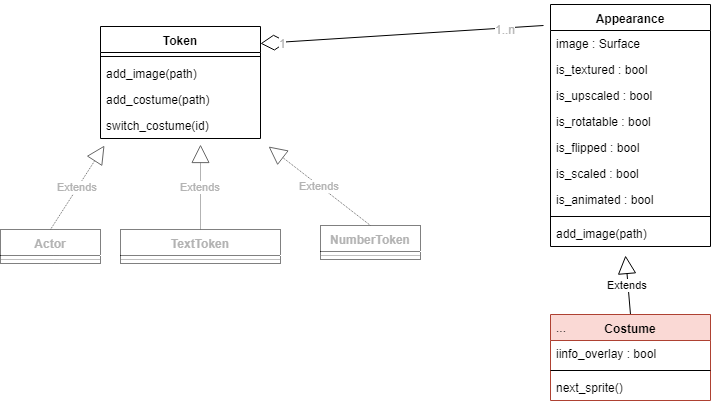 Token
add_image(path)
add_costume(path)
switch_costume(id)
1
1..n
Appearance
image : Surface
is_textured : bool
is_upscaled : bool
is_rotatable : bool
is_flipped : bool
is_scaled : bool
is_animated : bool
add_image(path)
Extends
Extends
Extends
Actor
TextToken
NumberToken
Extends
... Costume
iinfo_overlay : bool
next_sprite()